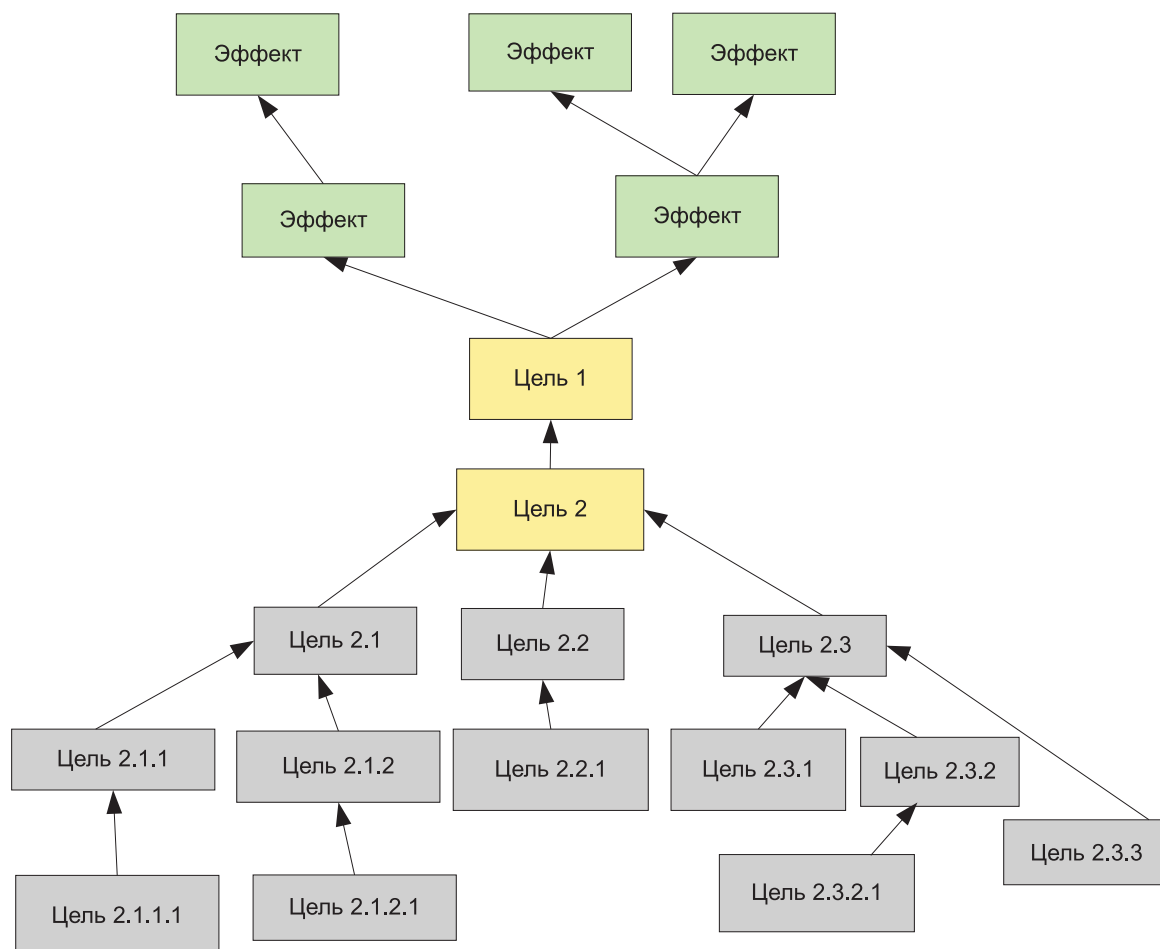 Эффект
Эффект
Эффект
Эффект
Эффект
Цель 1
Цель 2
Цель 2.1
Цель 2.2
Цель 2.3
Цель 2.1.1
Цель 2.1.2
Цель 2.2.1
Цель 2.3.1
Цель 2.3.2
Цель 2.3.3
Цель 2.1.1.1
Цель 2.1.2.1
Цель 2.3.2.1